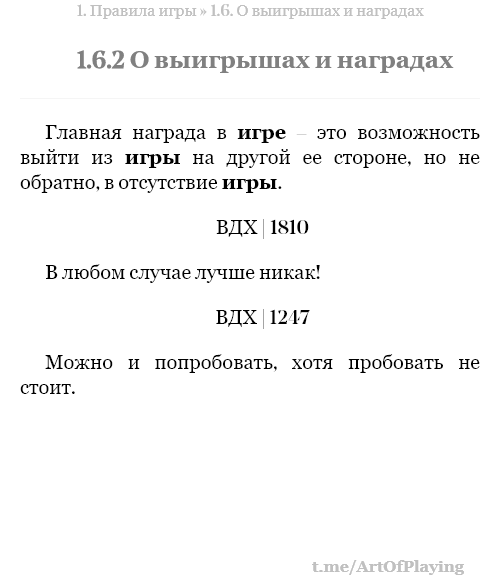 1. Правила игры » 1.6. О выигрышах и наградах
1.6.2 О выигрышах и наградах
Главная награда в игре – это возможность
выйти из игры на другой ее стороне, но не
обратно, в отсутствие игры.
ВДХ | 1810
В любом случае лучше никак!
ВДХ | 1247
Можно и попробовать, хотя пробовать не
стоит.
t.me/ArtOfPlaying